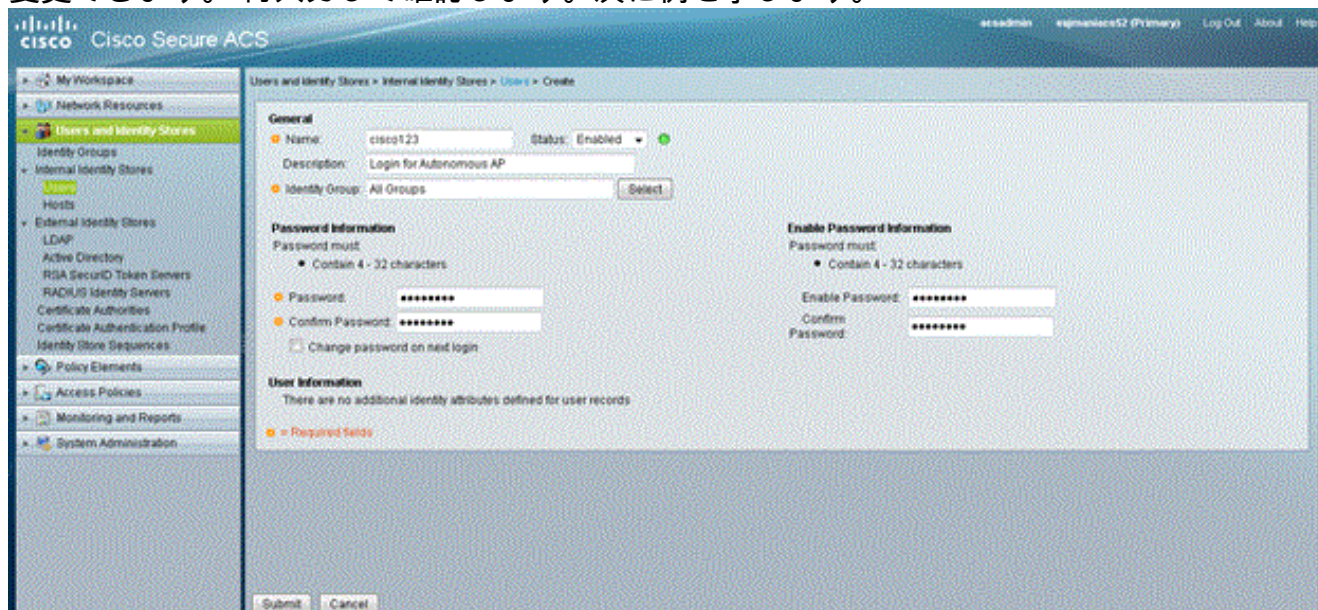 変更できます。再入力して確認します。次に例を示します。
cisco Cisco Secure ACS
acsadmin (Primary) Log Out About Help
My Workspace
Network Resources
Users and Identity Stores
Identity Groups
Internal Identity Stores
Users
Hosts
External Identity Stores
LDAP
Active Directory
RSA SecurID Token Servers
RADIUS Identity Servers
Certificate Authorities
Certificate Authentication Profile
Identity Store Sequences
Policy Elements
Access Policies
Monitoring and Reports
System Administration
Users and Identity Stores > Internal Identity Stores > Users > Create
General
Name: cisco123 Status: Enabled
Description: Login for Autonomous AP
Identity Group: All Groups Select
Password Information
Password must:
• Contain 4 - 32 characters
Password: ••••••••
Confirm Password: ••••••••
Change password on next login
Enable Password Information
Password must:
• Contain 4 - 32 characters
Enable Password: ••••••••
Confirm
Password: ••••••••
User Information
There are no additional identity attributes defined for user records
= Required fields
Submit Cancel